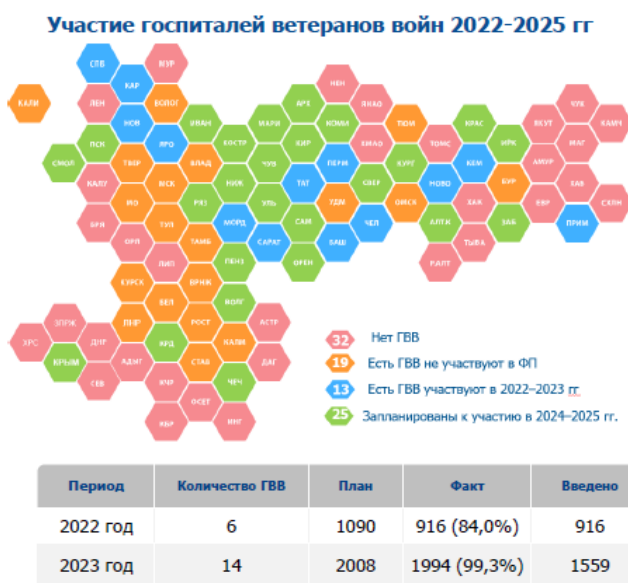 Участие госпиталей ветеранов войн 2022-2025 гг
СПБ МУР
КАР НЕН
КАЛИ ЛЕН ВОЛОГ АРХ ЯНАО ЧУК
НОВ ИВАН МАРИ КОМИ ТЮМ КРАС ЯКУТ КАМЧ
ПСК ЯРО КОСТР КИР ХМАО ТОМС ИРК МАГ
СМОЛ ТВЕР ВЛАД ЧУВ ПЕРМ КУРГ КЕМ АМУР
КАЛУ МСК НИЖ ТАТ СВЕР НОВО БУР ХАБ
МО РЯЗ УЛЬ УДМ ОМСК ХАК ЕВР СХЛН
БРЯ ТУЛ МОРД САМ ЧЕЛ АЛТ.К ЗАБ ПРИМ
ОРЛ ТАМБ САРАТ БАШ ТЫВА
ЛИП ПЕНЗ ОРЕН РАЛТ
КУРСК ВРНЖ
БЕЛ ВОЛГ
ЗПРЖ ЛНР РОСТ АСТР
ХРС ДНР КРД КАЛМ
КРЫМ АДЫГ СТАВ ДАГ
СЕВ КЧР ЧЕЧ
ОСЕТ
КБР ИНГ
32 Нет ГВВ
19 Есть ГВВ не участвуют в ФП
13 Есть ГВВ участвуют в 2022–2023 гг
25 Запланированы к участию в 2024–2025 гг.
Период Количество ГВВ План Факт Введено
2022 год 6 1090 916 (84,0%) 916
2023 год 14 2008 1994 (99,3%) 1559